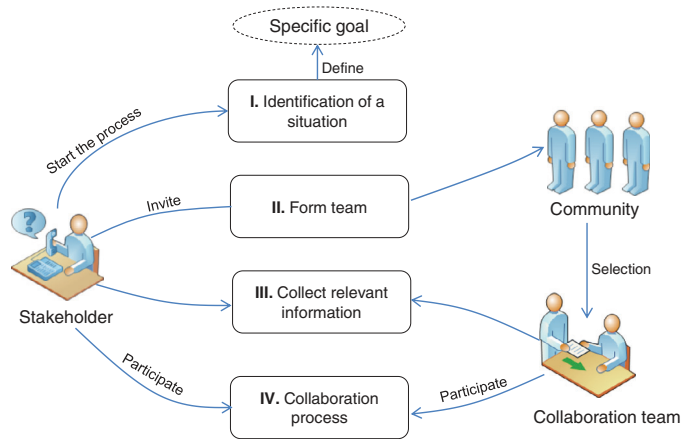 Specific goal
Define
I. Identification of a
situation
Start the process
Invite
II. Form team
Community
?
Selection
III. Collect relevant
information
Stakeholder
Participate
IV. Collaboration
process
Participate
Collaboration team